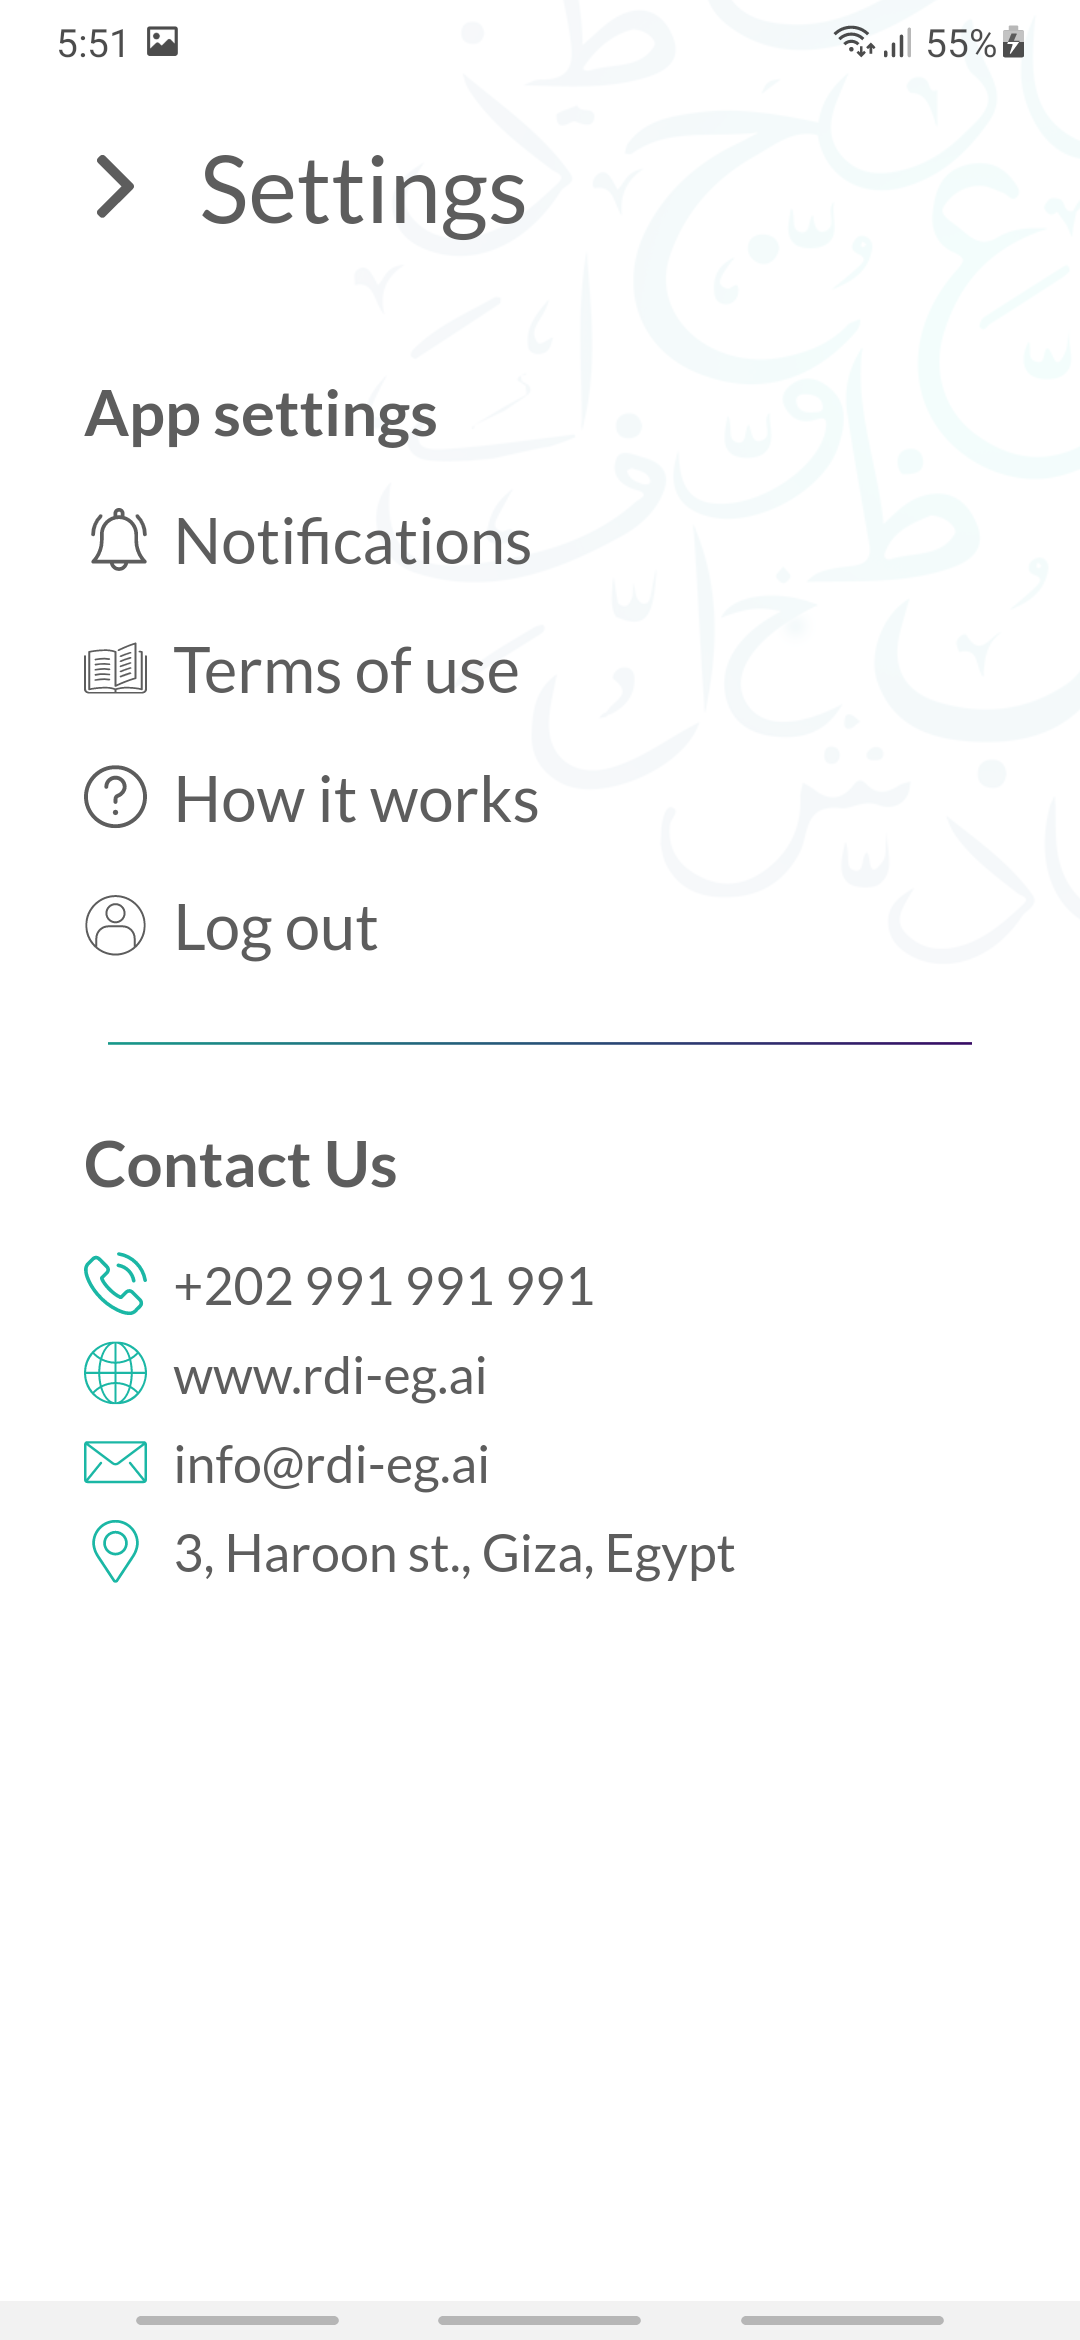 5:51 55%
Settings
App settings
Notifications
Terms of use
How it works
Log out
Contact Us
+202 991 991 991
www.rdi-eg.ai
info@rdi-eg.ai
3, Haroon st., Giza, Egypt